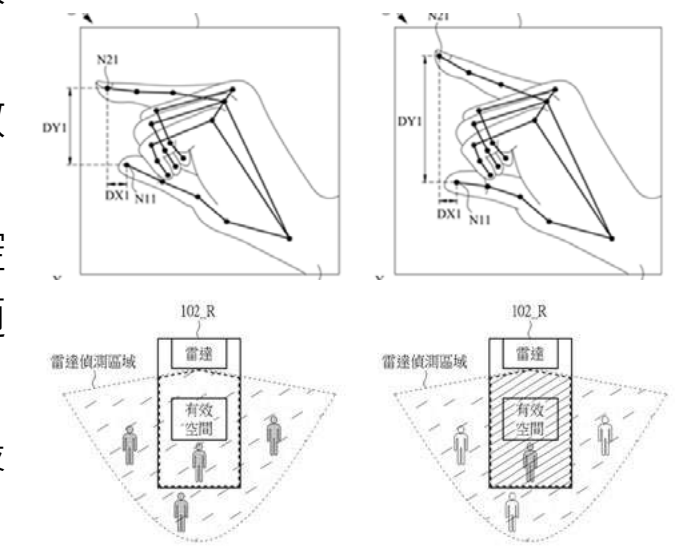 N21
DY1
DX1
N11
N21
DY1
DX1
N11
102_R
雷達偵測區域
雷達
有效
空間
102_R
雷達偵測區域
雷達
有效
空間